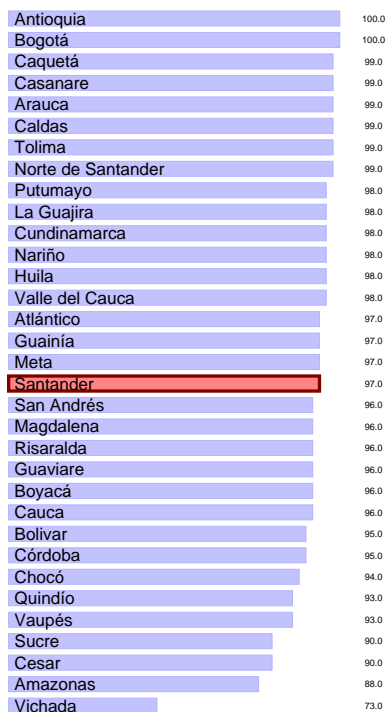 Antioquia 100.0
Bogotá 100.0
Caquetá 99.0
Casanare 99.0
Arauca 99.0
Caldas 99.0
Tolima 99.0
Norte de Santander 99.0
Putumayo 98.0
La Guajira 98.0
Cundinamarca 98.0
Nariño 98.0
Huila 98.0
Valle del Cauca 98.0
Atlántico 97.0
Guainía 97.0
Meta 97.0
Santander 97.0
San Andrés 96.0
Magdalena 96.0
Risaralda 96.0
Guaviare 96.0
Boyacá 96.0
Cauca 96.0
Bolivar 95.0
Córdoba 95.0
Chocó 94.0
Quindío 93.0
Vaupés 93.0
Sucre 90.0
Cesar 90.0
Amazonas 88.0
Vichada 73.0